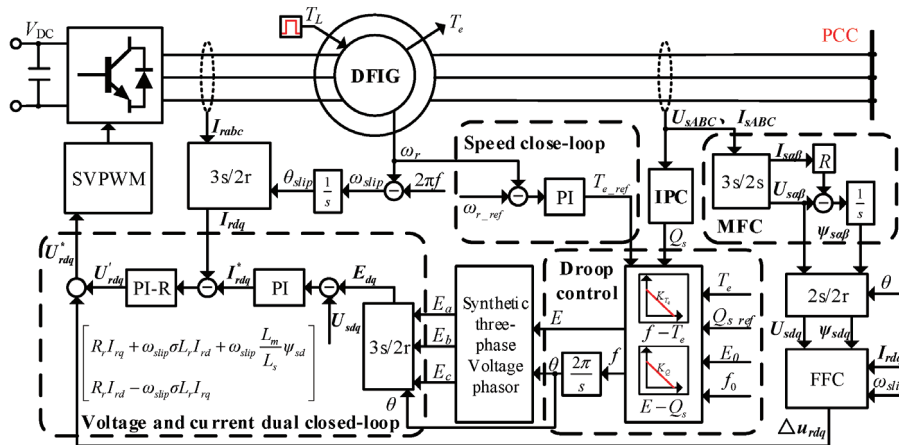 V_DC
T_L
T_e
PCC
DFIG
I_rabc
ω_r
Speed close-loop
U_sABC、I_sABC
SVPWM
3s/2r
θ_slip
1/s
ω_slip
2πf
ω_r_ref
PI
T_e_ref
IPC
3s/2s
I_sαβ
R
U_sαβ
1/s
MFC
ψ_sαβ
I_rdq
Q_s
U*_rdq
U'_rdq
PI-R
I*_rdq
PI
E_dq
U_sdq
3s/2r
E_a
E_b
E_c
Synthetic
three-
phase
Voltage
phasor
E
θ
2π/s
f
Droop
control
K_Te
f−T_e
K_Q
E−Q_s
T_e
Q_s_ref
E_0
f_0
2s/2r
θ
U_sdq
ψ_sdq
FFC
I_rdq
ω_slip
Δu_rdq
[R_r I_rq + ω_slip σL_r I_rd + ω_slip L_m/L_s ψ_sd
R_r I_rd − ω_slip σL_r I_rq]
θ
Voltage and current dual closed-loop